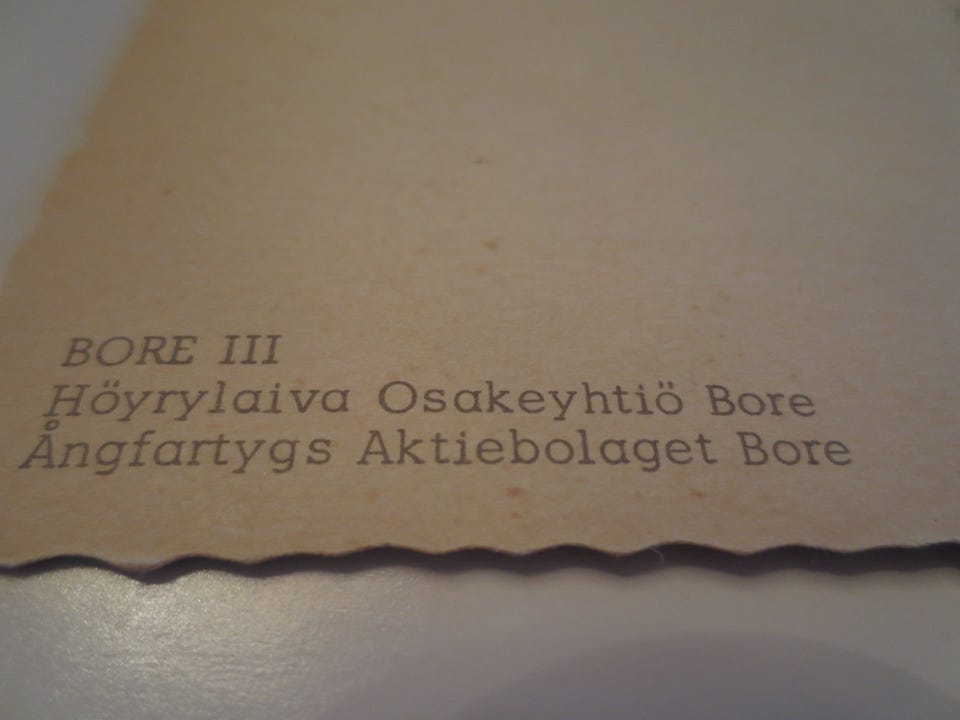 BORE III
Höyrylaiva Osakeyhtiö Bore
Ångfartygs Aktiebolaget Bore